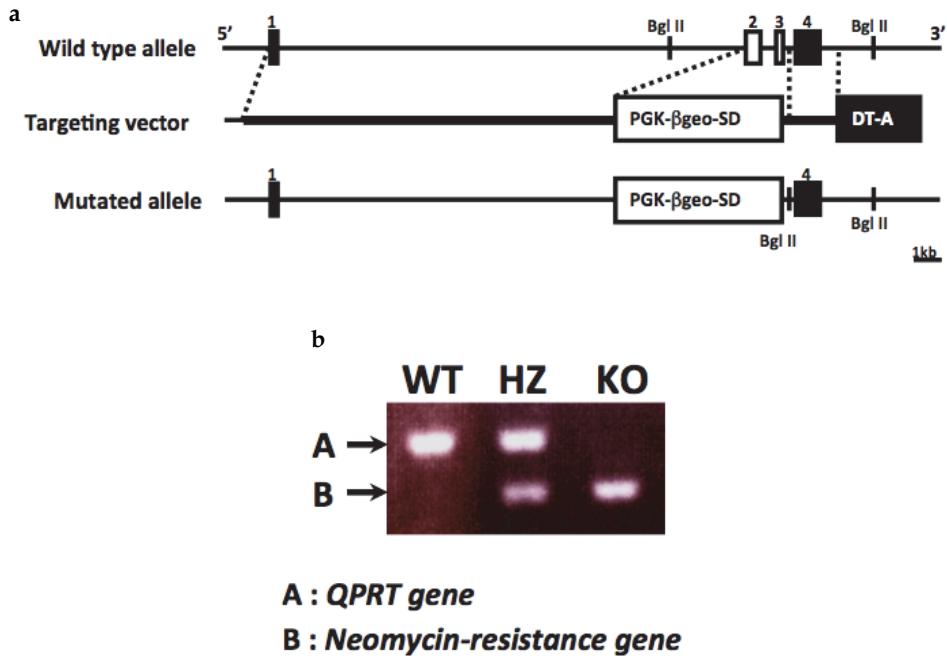 a
5’ 1 Bgl II 2 3 4 Bgl II 3’
Wild type allele
Targeting vector PGK-βgeo-SD DT-A
1 4
Mutated allele PGK-βgeo-SD
Bgl II Bgl II
1kb
b
WT HZ KO
A
B
A : QPRT gene
B : Neomycin-resistance gene